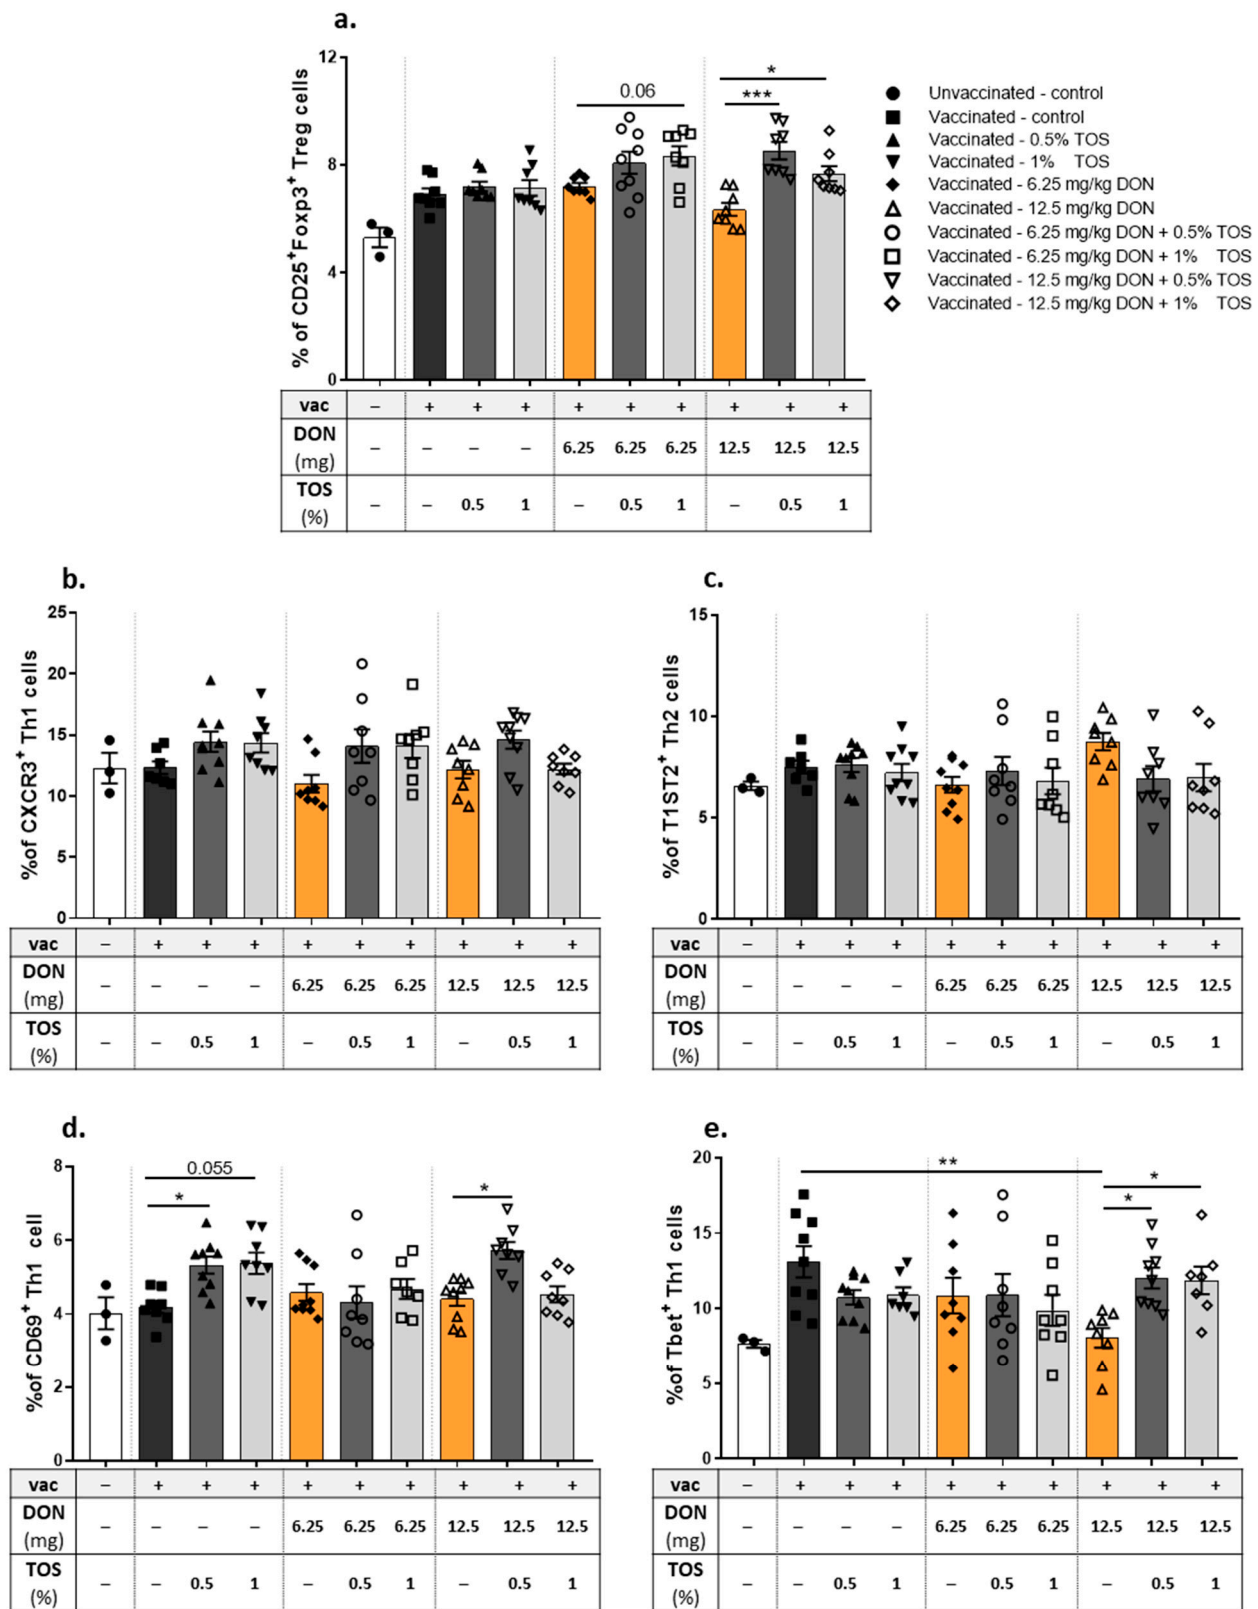 a.
% of CD25+Foxp3+ Treg cells
12
8
4
0
0.06
*
***
Unvaccinated - control
Vaccinated - control
Vaccinated - 0.5% TOS
Vaccinated - 1% TOS
Vaccinated - 6.25 mg/kg DON
Vaccinated - 12.5 mg/kg DON
Vaccinated - 6.25 mg/kg DON + 0.5% TOS
Vaccinated - 6.25 mg/kg DON + 1% TOS
Vaccinated - 12.5 mg/kg DON + 0.5% TOS
Vaccinated - 12.5 mg/kg DON + 1% TOS
vac – + + + + + + + + +
DON (mg) – – – – 6.25 6.25 6.25 12.5 12.5 12.5
TOS (%) – – 0.5 1 – 0.5 1 – 0.5 1
b.
%of CXCR3+ Th1 cells
25
20
15
10
5
0
vac – + + + + + + + + +
DON (mg) – – – – 6.25 6.25 6.25 12.5 12.5 12.5
TOS (%) – – 0.5 1 – 0.5 1 – 0.5 1
c.
%of T1ST2+ Th2 cells
15
10
5
0
vac – + + + + + + + + +
DON (mg) – – – – 6.25 6.25 6.25 12.5 12.5 12.5
TOS (%) – – 0.5 1 – 0.5 1 – 0.5 1
d.
%of CD69+ Th1 cell
8
6
4
2
0
0.055
*
*
vac – + + + + + + + + +
DON (mg) – – – – 6.25 6.25 6.25 12.5 12.5 12.5
TOS (%) – – 0.5 1 – 0.5 1 – 0.5 1
e.
%of Tbet+ Th1 cells
20
15
10
5
0
**
*
*
vac – + + + + + + + + +
DON (mg) – – – – 6.25 6.25 6.25 12.5 12.5 12.5
TOS (%) – – 0.5 1 – 0.5 1 – 0.5 1